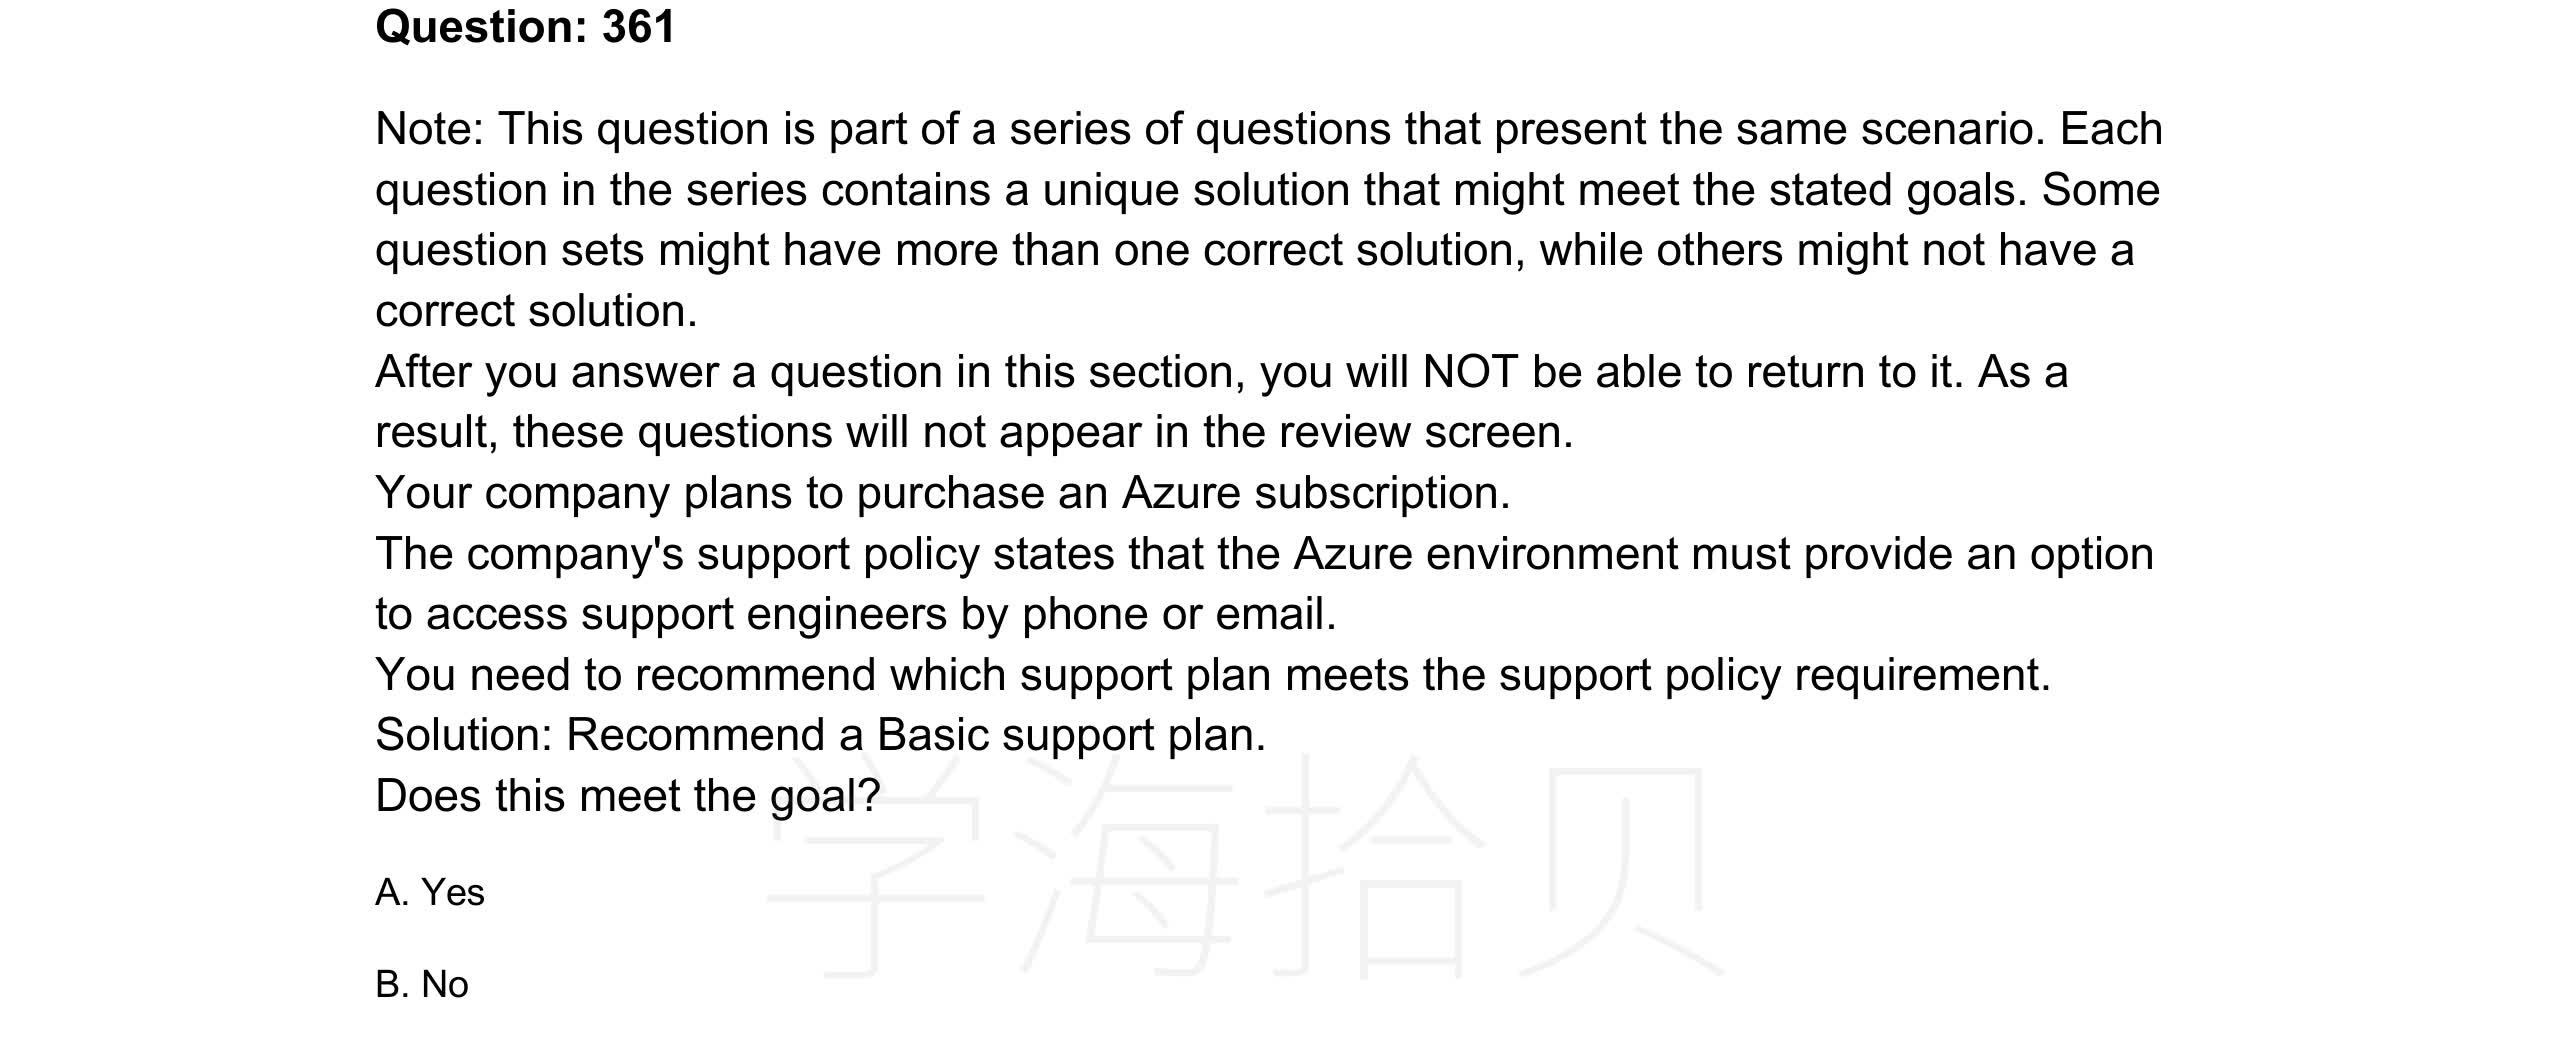 Question: 361
Note: This question is part of a series of questions that present the same scenario. Each
question in the series contains a unique solution that might meet the stated goals. Some
question sets might have more than one correct solution, while others might not have a
correct solution.
After you answer a question in this section, you will NOT be able to return to it. As a
result, these questions will not appear in the review screen.
Your company plans to purchase an Azure subscription.
The company's support policy states that the Azure environment must provide an option
to access support engineers by phone or email.
You need to recommend which support plan meets the support policy requirement.
Solution: Recommend a Basic support plan.
Does this meet the goal?
学海拾贝
A. Yes
B. No